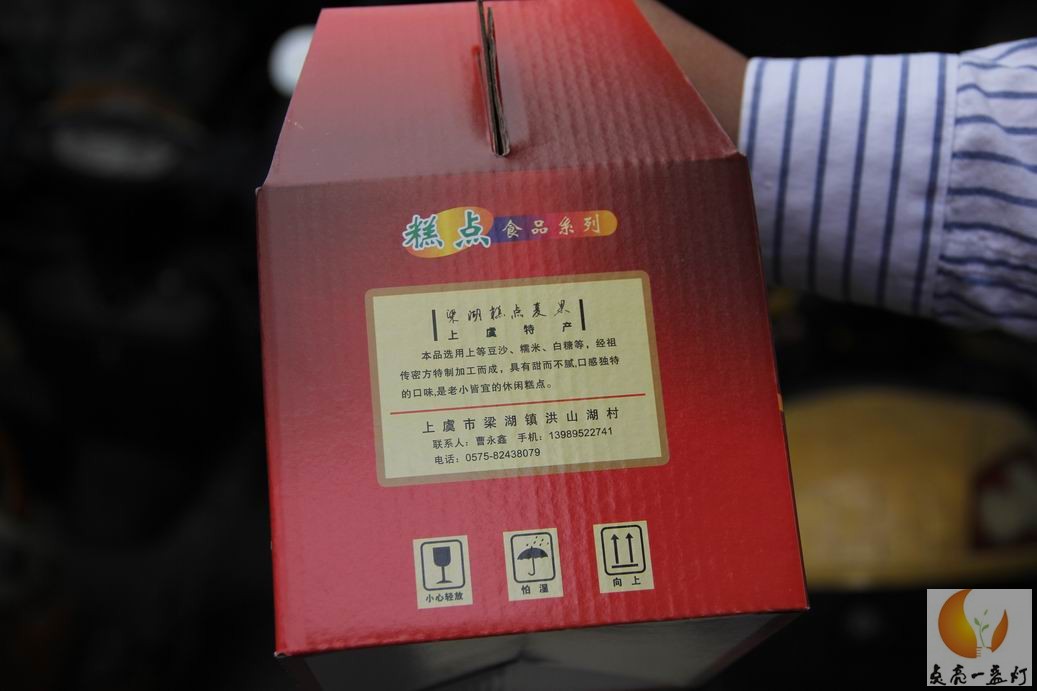 糕点食品系列
梁湖糕点麦果
上虞特产
本品选用上等豆沙、糯米、白糖等，经祖
传密方特制加工而成，具有甜而不腻,口感独特
的口味,是老小皆宜的休闲糕点。
上虞市梁湖镇洪山湖村
联系人：曹永鑫 手机：13989522741
电话：0575-82438079
小心轻放
怕湿
向上
点亮一盏灯